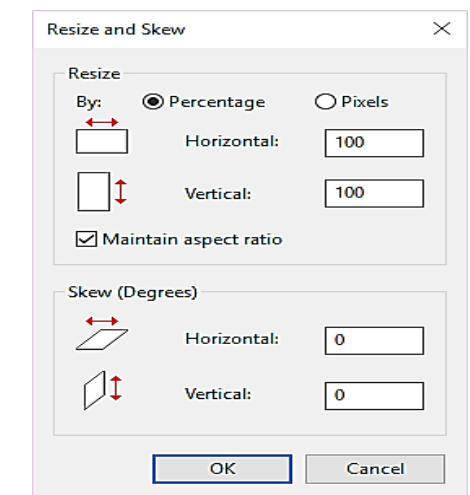 Resize and Skew
Resize
By: Percentage Pixels
Horizontal: 100
Vertical: 100
Maintain aspect ratio
Skew (Degrees)
Horizontal: 0
Vertical: 0
OK Cancel